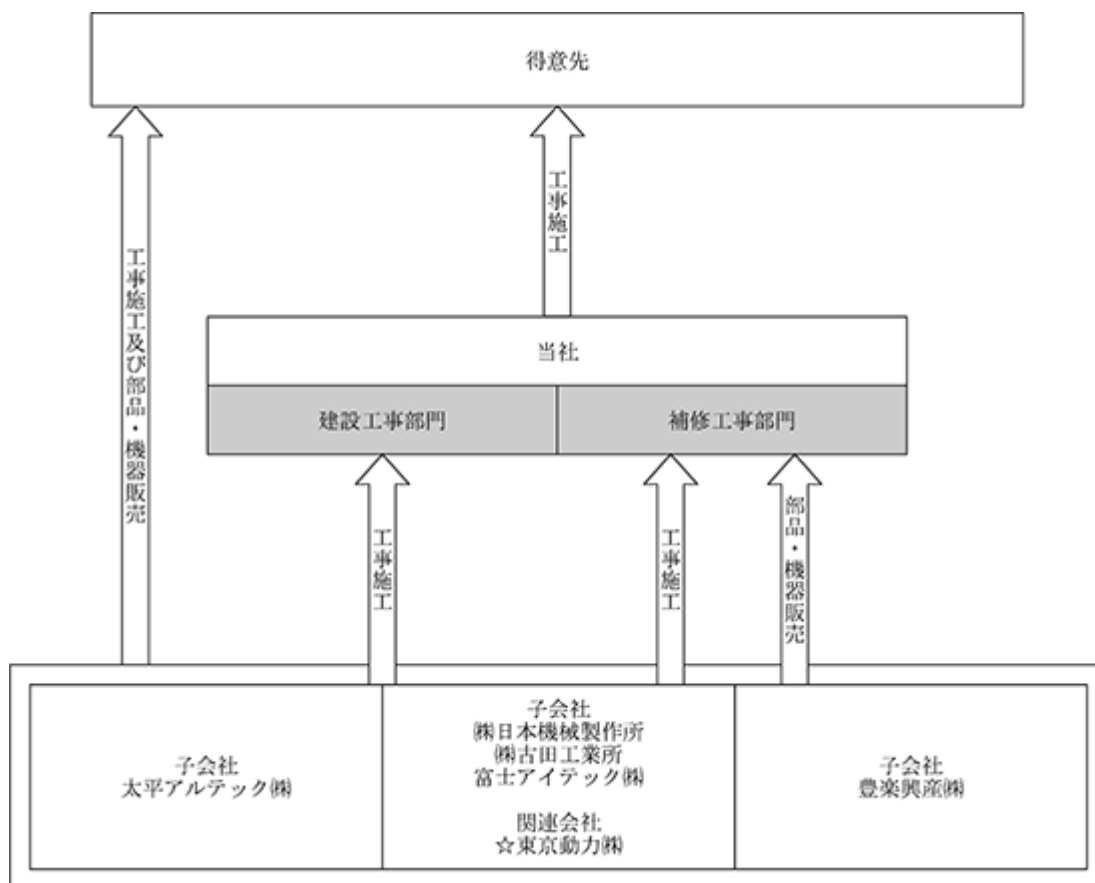 得意先
工事施工
工事施工及び部品・機器販売
当社
建設工事部門
補修工事部門
工事施工
工事施工
部品・機器販売
子会社
太平アルテック㈱
子会社
㈱日本機械製作所
㈱古田工業所
富士アイテック㈱
関連会社
☆東京動力㈱
子会社
豊楽興産㈱